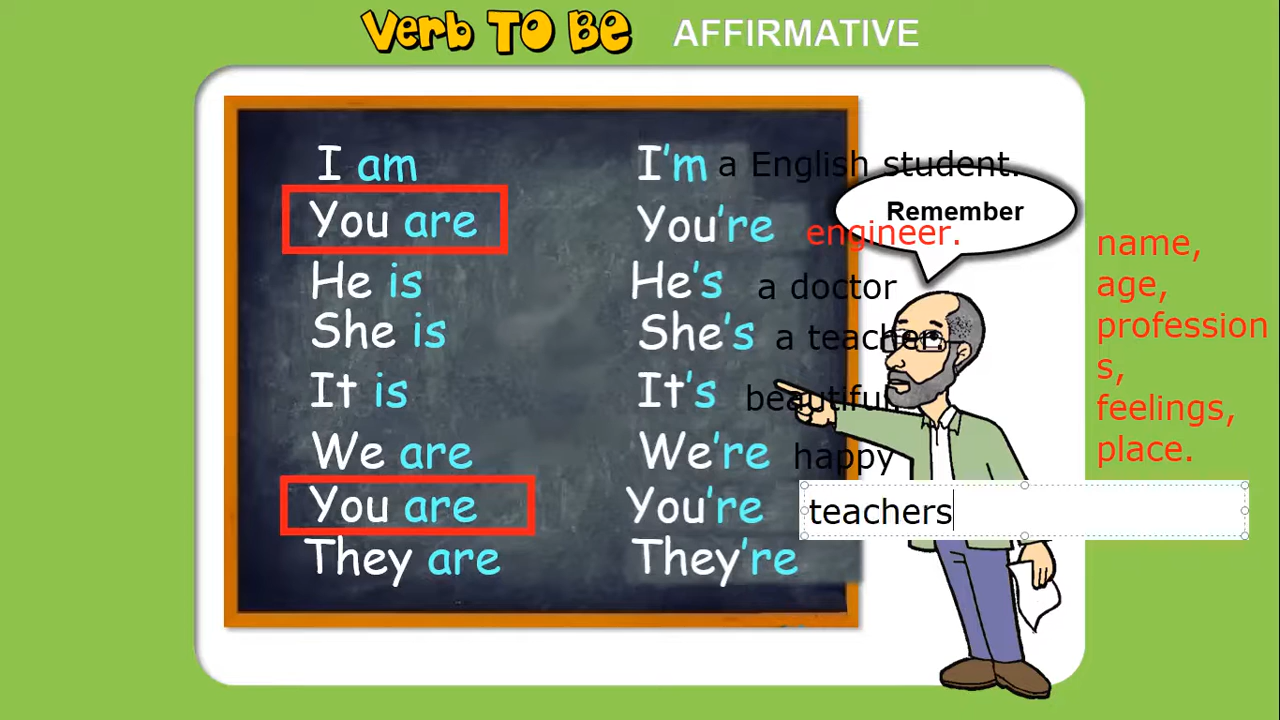 Verb TO BE AFFIRMATIVE
I am I'm a English student.
Remember
You are You're engineer.
He is He's a doctor
She is She's a teacher
It is It's beautiful
We are We're happy
You are You're teachers
They are They're
name,
age,
profession
s,
feelings,
place.